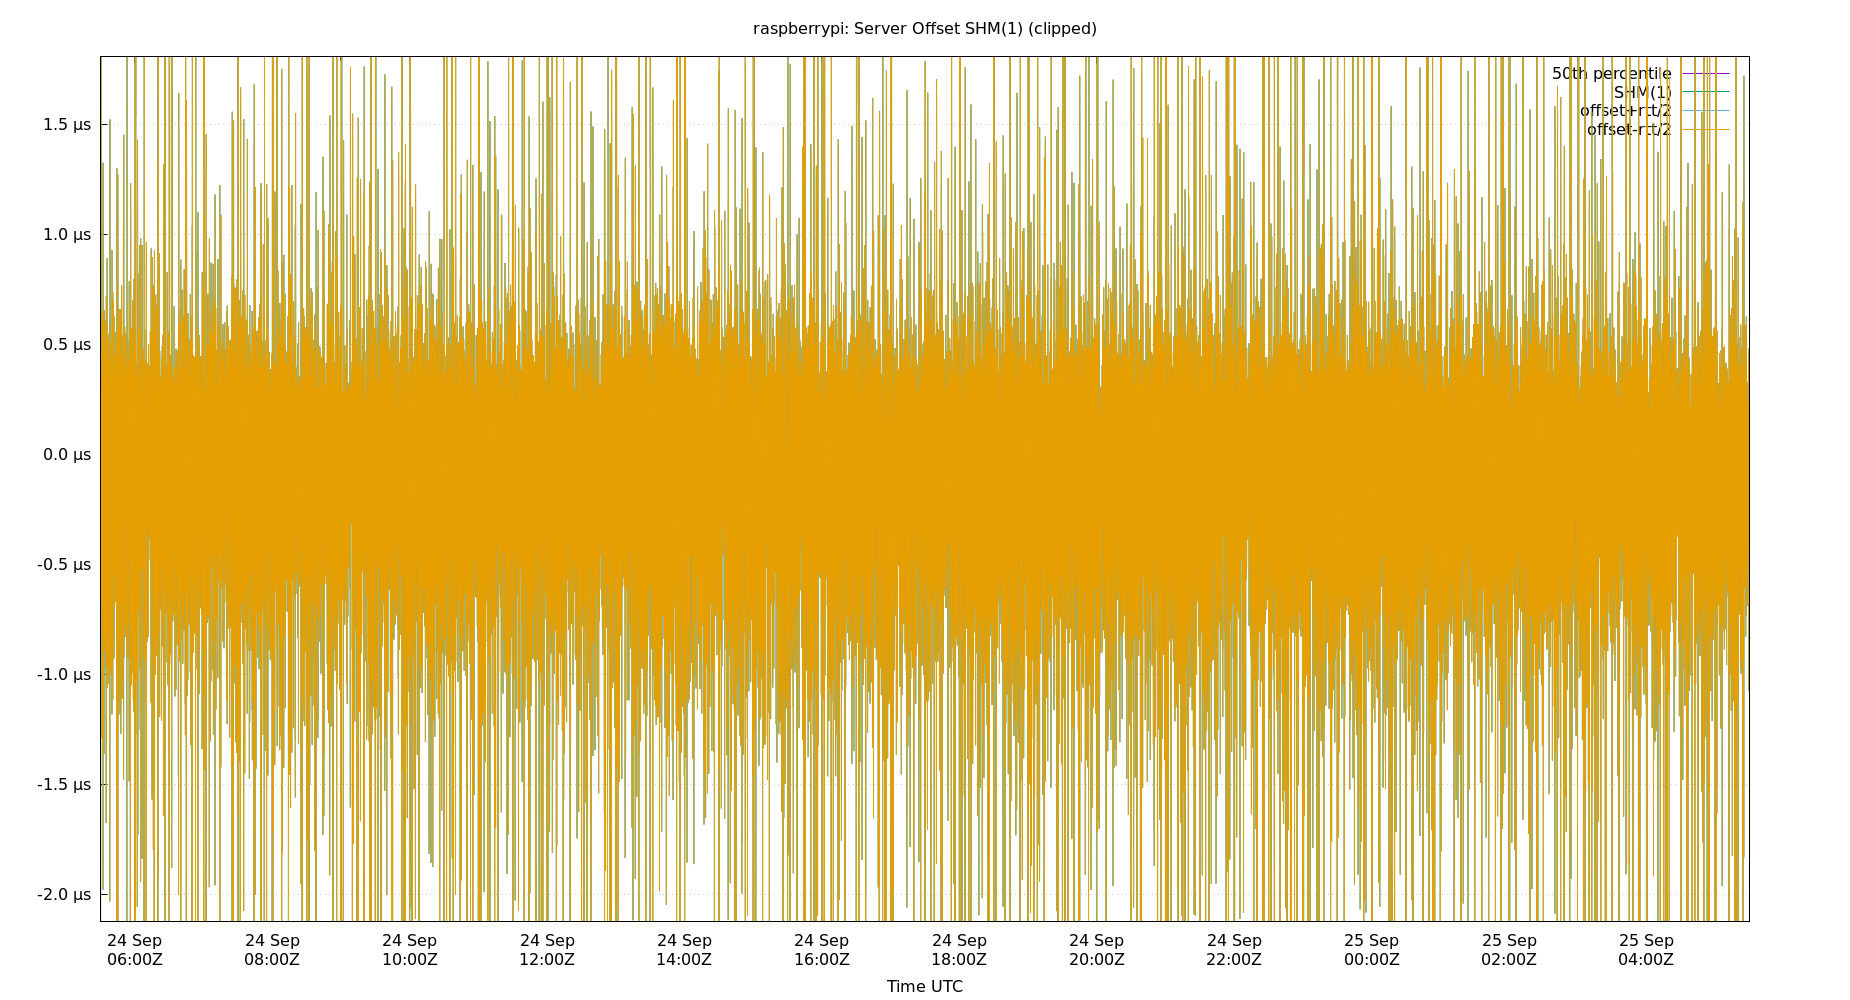 raspberrypi: Server Offset SHM(1) (clipped)
50th percentile
SHM(1)
offset+rtt/2
offset-rtt/2
1.5 µs
1.0 µs
0.5 µs
0.0 µs
-0.5 µs
-1.0 µs
-1.5 µs
-2.0 µs
24 Sep 24 Sep 24 Sep 24 Sep 24 Sep 24 Sep 24 Sep 24 Sep 24 Sep 25 Sep 25 Sep 25 Sep
06:00Z 08:00Z 10:00Z 12:00Z 14:00Z 16:00Z 18:00Z 20:00Z 22:00Z 00:00Z 02:00Z 04:00Z
Time UTC